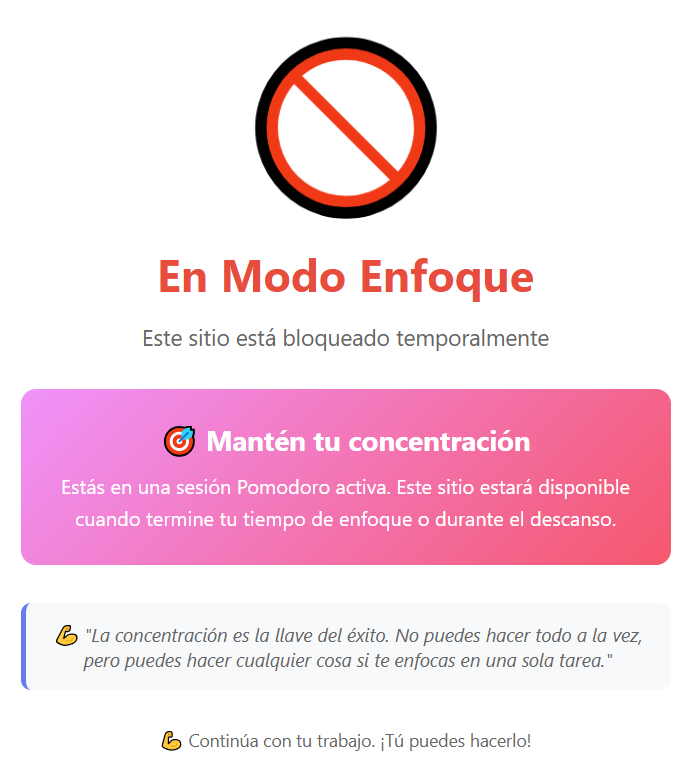 En Modo Enfoque
Este sitio está bloqueado temporalmente
🎯 Mantén tu concentración
Estás en una sesión Pomodoro activa. Este sitio estará disponible
cuando termine tu tiempo de enfoque o durante el descanso.
💪 "La concentración es la llave del éxito. No puedes hacer todo a la vez,
pero puedes hacer cualquier cosa si te enfocas en una sola tarea."
💪 Continúa con tu trabajo. ¡Tú puedes hacerlo!